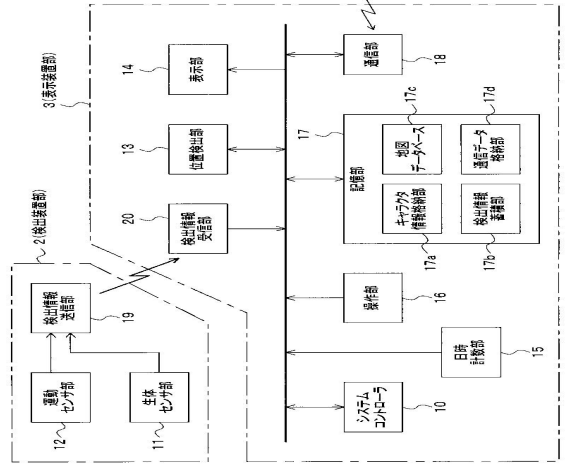 2(検出装置部)
3(表示装置部)
運動
センサ部
12
生体
センサ部
11
検出情報
送信部
19
検出情報
受信部
20
位置検出部
13
表示部
14
システム
コントローラ
10
日時
計数部
15
操作部
16
記憶部
17
キャラクタ
情報格納部
17a
検出情報
蓄積部
17b
地図
データベース
17c
通信データ
格納部
17d
通信部
18